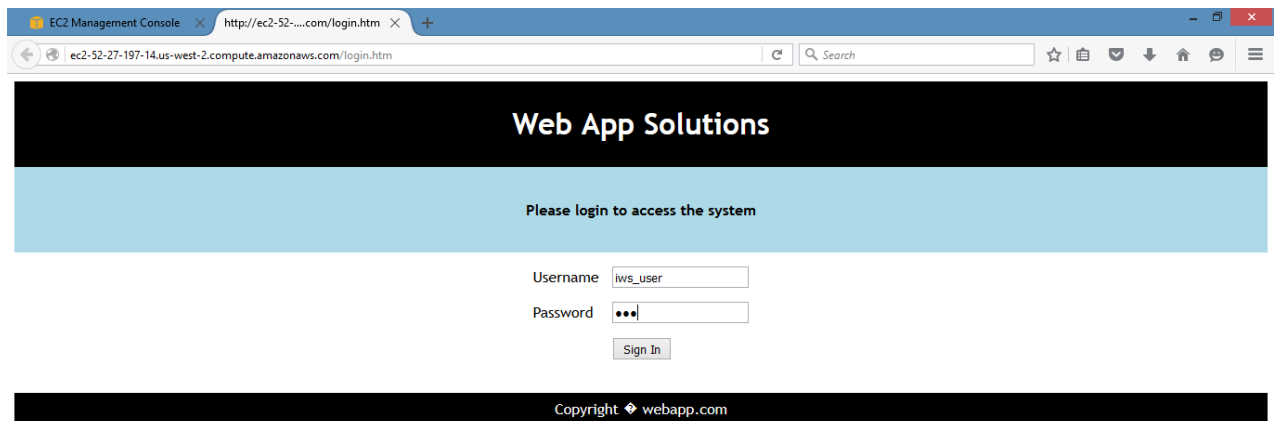 EC2 Management Console http://ec2-52-....com/login.htm
ec2-52-27-197-14.us-west-2.compute.amazonaws.com/login.htm Search
Web App Solutions
Please login to access the system
Username iws_user
Password •••
Sign In
Copyright � webapp.com